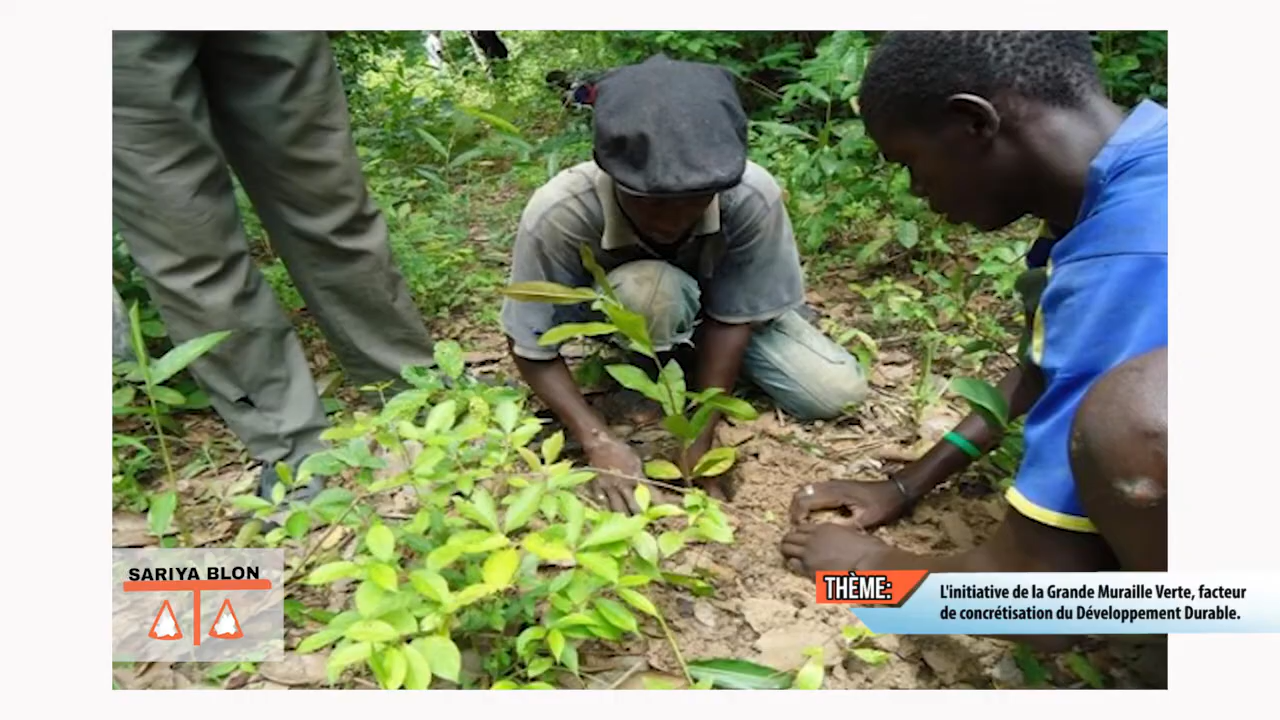 SARIYA BLON
THÈME:
L'initiative de la Grande Muraille Verte, facteur
de concrétisation du Développement Durable.